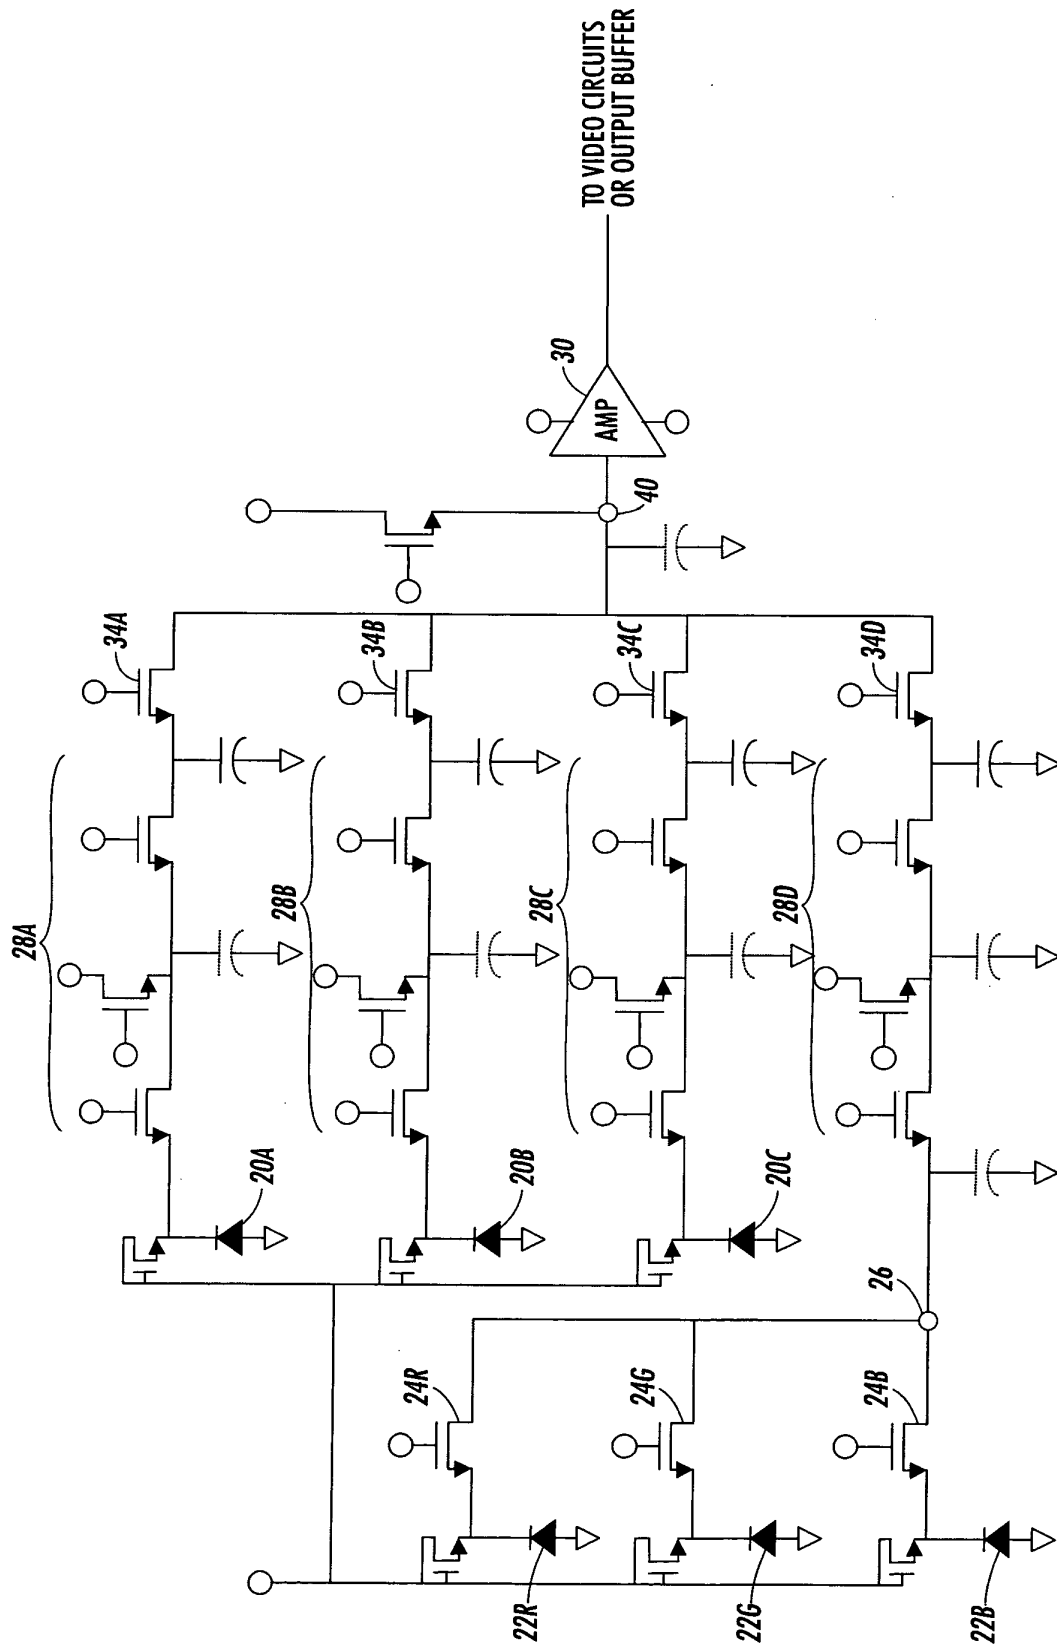 28A
34A
28B
34B
28C
34C
28D
34D
20A
20B
20C
24R
24G
24B
26
22R
22G
22B
40
30
AMP
TO VIDEO CIRCUITS
OR OUTPUT BUFFER